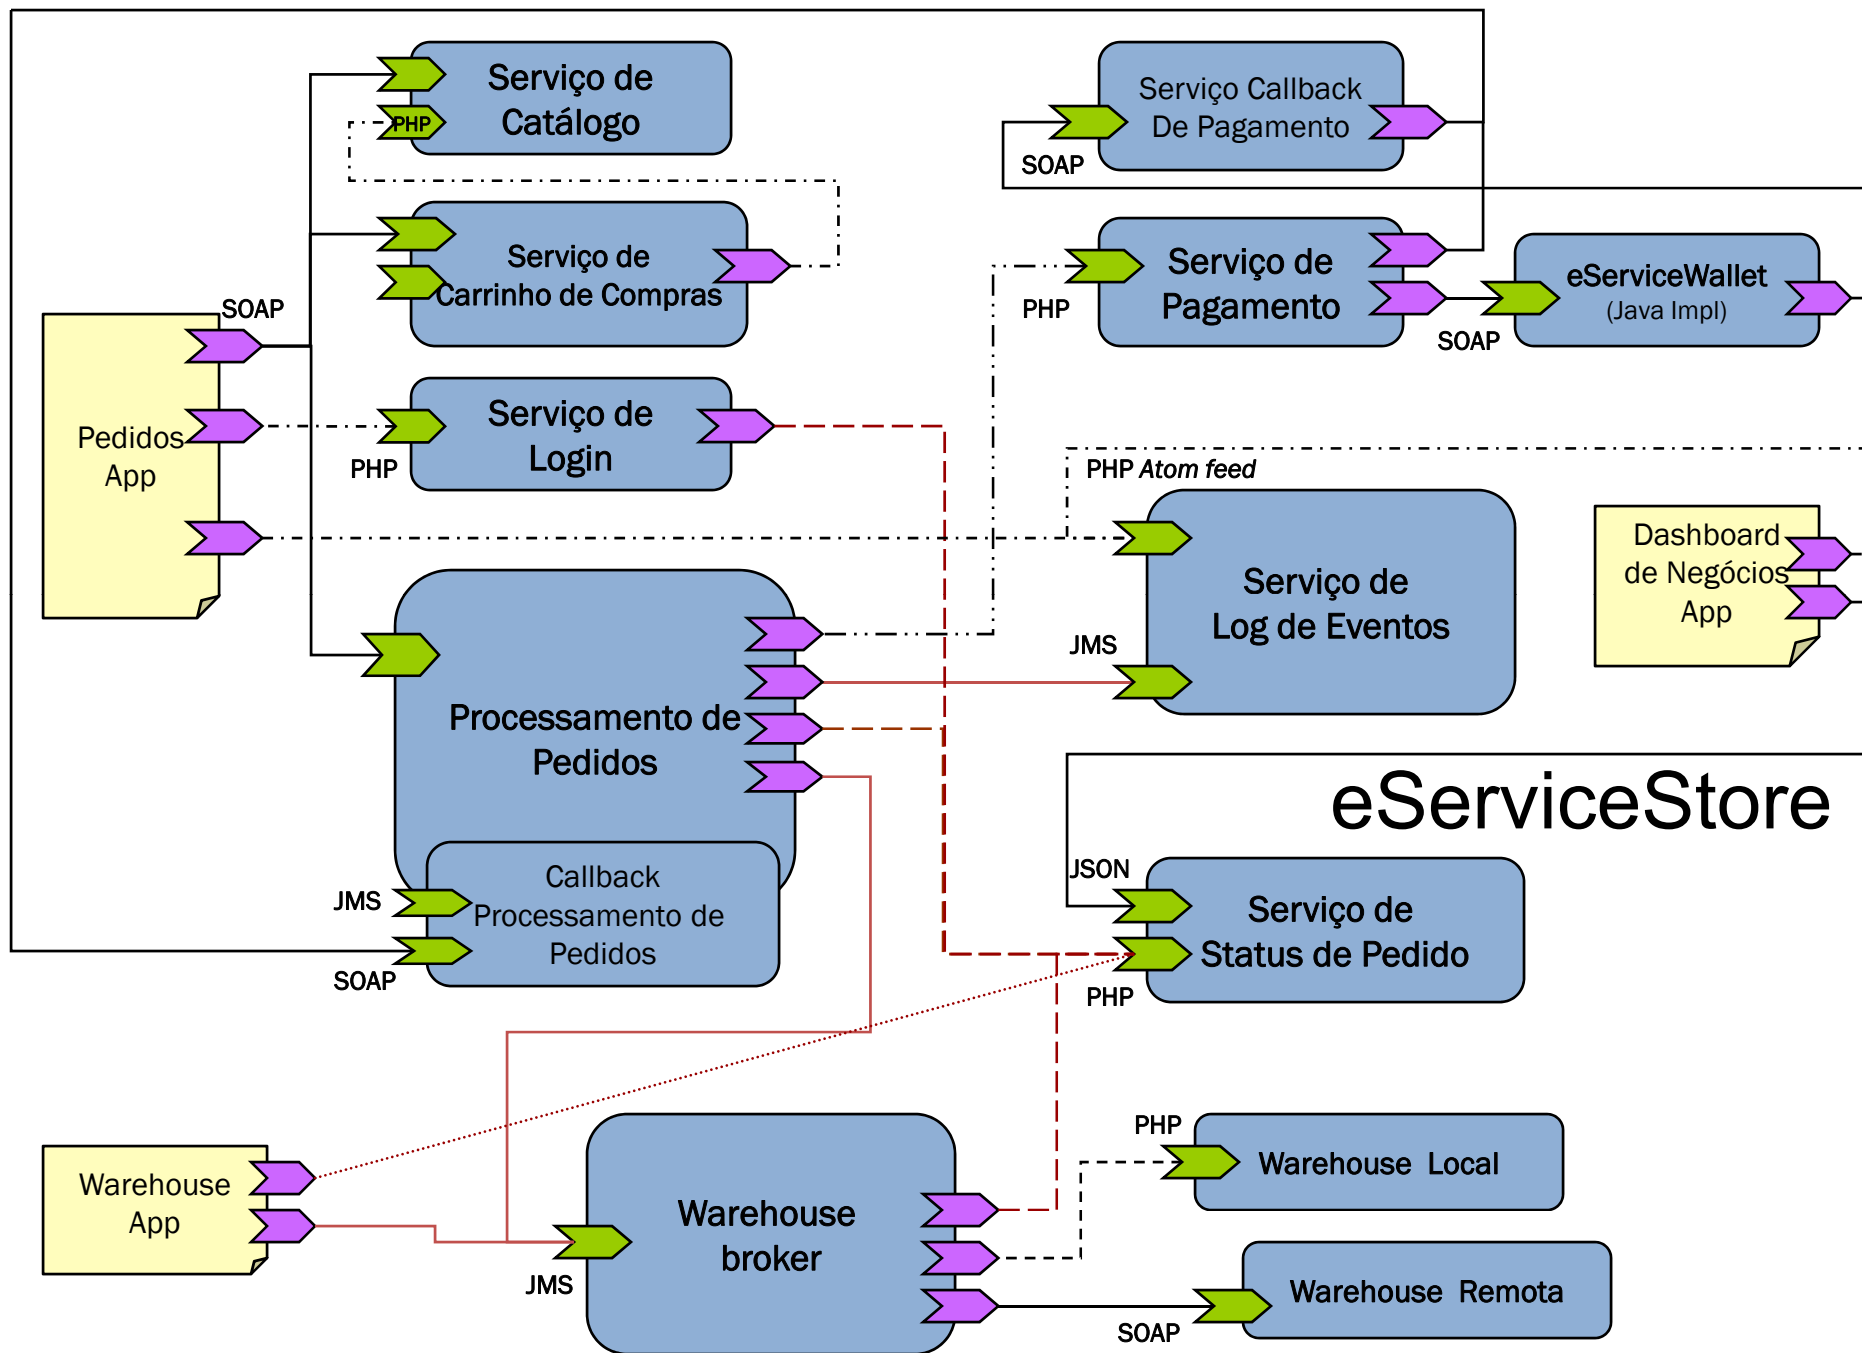 Serviço de
Catálogo
PHP
Serviço Callback
De Pagamento
SOAP
Serviço de
Carrinho de Compras
Serviço de
Pagamento
PHP
eServiceWallet
(Java Impl)
SOAP
SOAP
Pedidos
App
Serviço de
Login
PHP
PHP Atom feed
Serviço de
Log de Eventos
JMS
Dashboard
de Negócios
App
Processamento de
Pedidos
eServiceStore
Callback
Processamento de
Pedidos
JMS
SOAP
JSON
Serviço de
Status de Pedido
PHP
Warehouse
App
Warehouse
broker
JMS
PHP
Warehouse Local
Warehouse Remota
SOAP